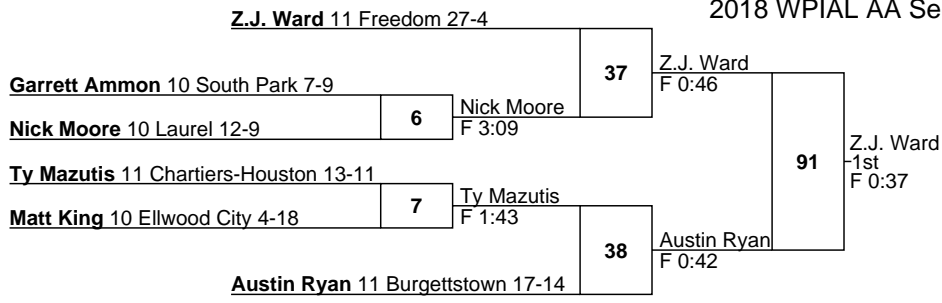 2018 WPIAL AA Se
Z.J. Ward 11 Freedom 27-4
37
Z.J. Ward
F 0:46
Garrett Ammon 10 South Park 7-9
6
Nick Moore
F 3:09
Nick Moore 10 Laurel 12-9
91
Z.J. Ward
1st
F 0:37
Ty Mazutis 11 Chartiers-Houston 13-11
7
Ty Mazutis
F 1:43
Matt King 10 Ellwood City 4-18
38
Austin Ryan
F 0:42
Austin Ryan 11 Burgettstown 17-14